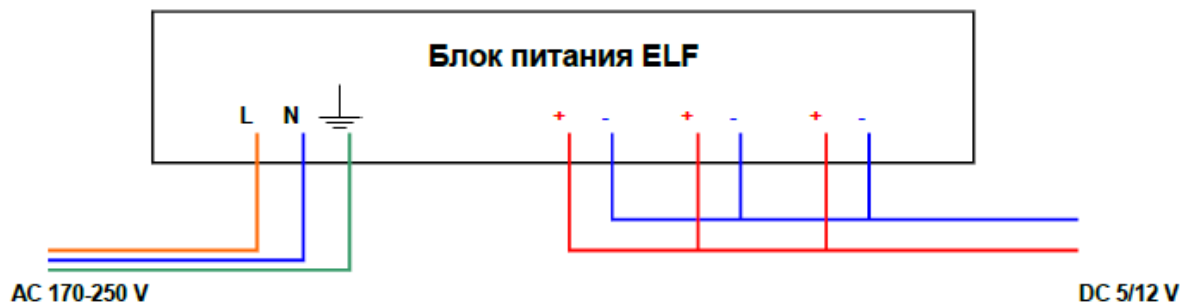 Блок питания ELF
L N + - + - + -
AC 170-250 V DC 5/12 V